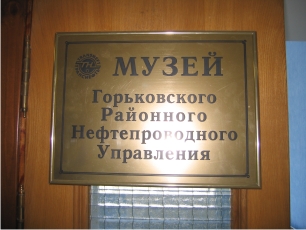 МУЗЕЙ
Горьковского
Районного
Нефтепроводного
Управления